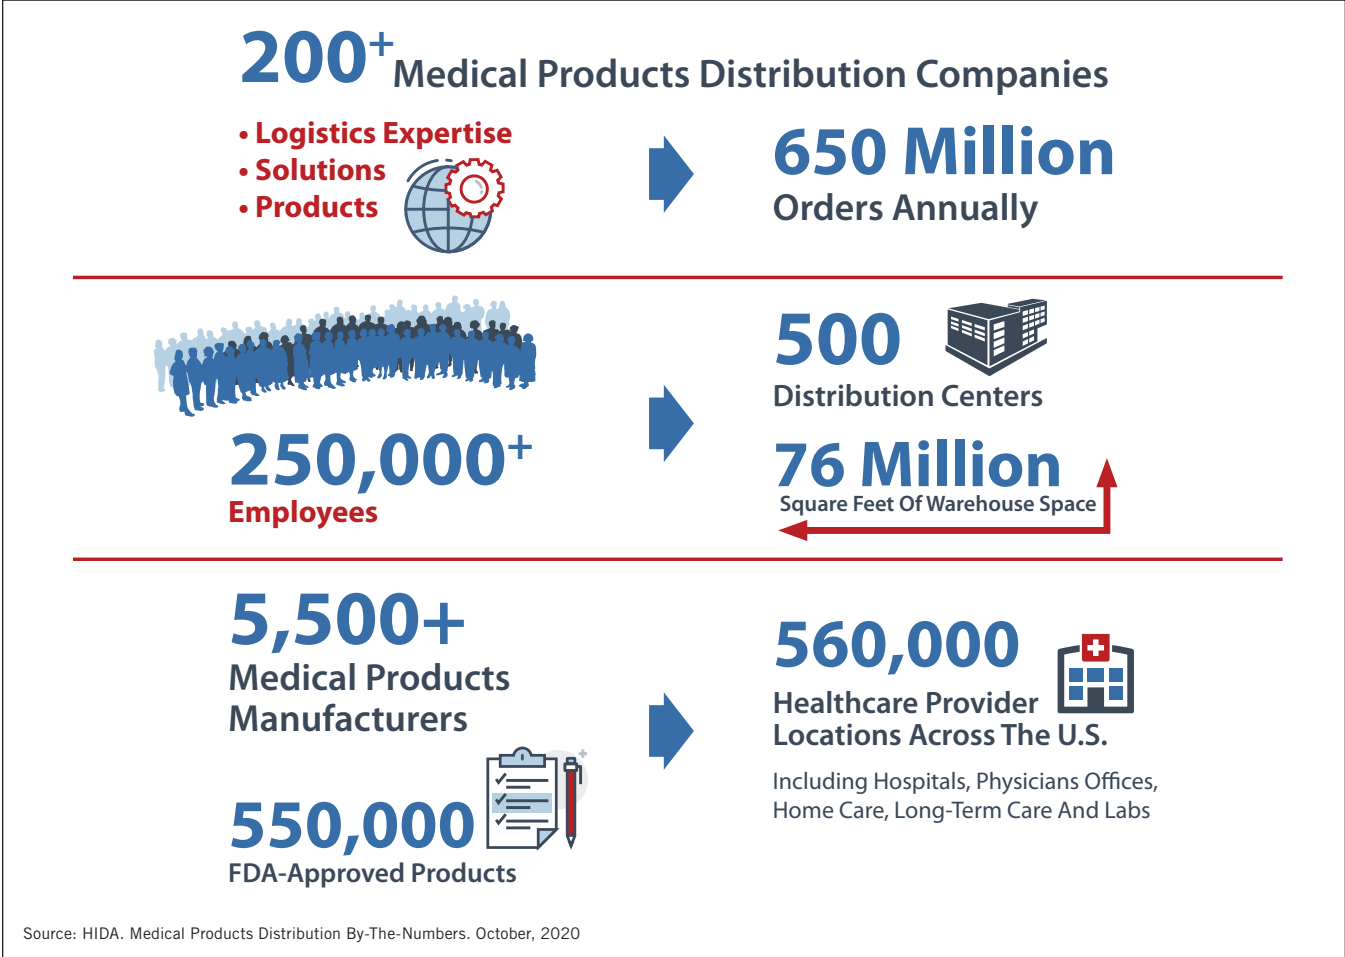 200+ Medical Products Distribution Companies
• Logistics Expertise
• Solutions
• Products
650 Million
Orders Annually
250,000+
Employees
500
Distribution Centers
76 Million
Square Feet Of Warehouse Space
5,500+
Medical Products
Manufacturers
550,000
FDA-Approved Products
560,000
Healthcare Provider
Locations Across The U.S.
Including Hospitals, Physicians Offices,
Home Care, Long-Term Care And Labs
Source: HIDA. Medical Products Distribution By-The-Numbers. October, 2020